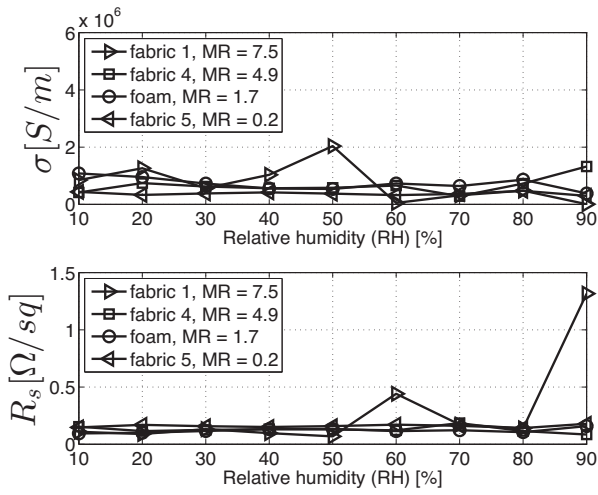 x 10^6
6
4
2
0
σ [S/m]
fabric 1, MR = 7.5
fabric 4, MR = 4.9
foam, MR = 1.7
fabric 5, MR = 0.2
10 20 30 40 50 60 70 80 90
Relative humidity (RH) [%]
1.5
1
0.5
0
R_s [Ω/sq]
fabric 1, MR = 7.5
fabric 4, MR = 4.9
foam, MR = 1.7
fabric 5, MR = 0.2
10 20 30 40 50 60 70 80 90
Relative humidity (RH) [%]